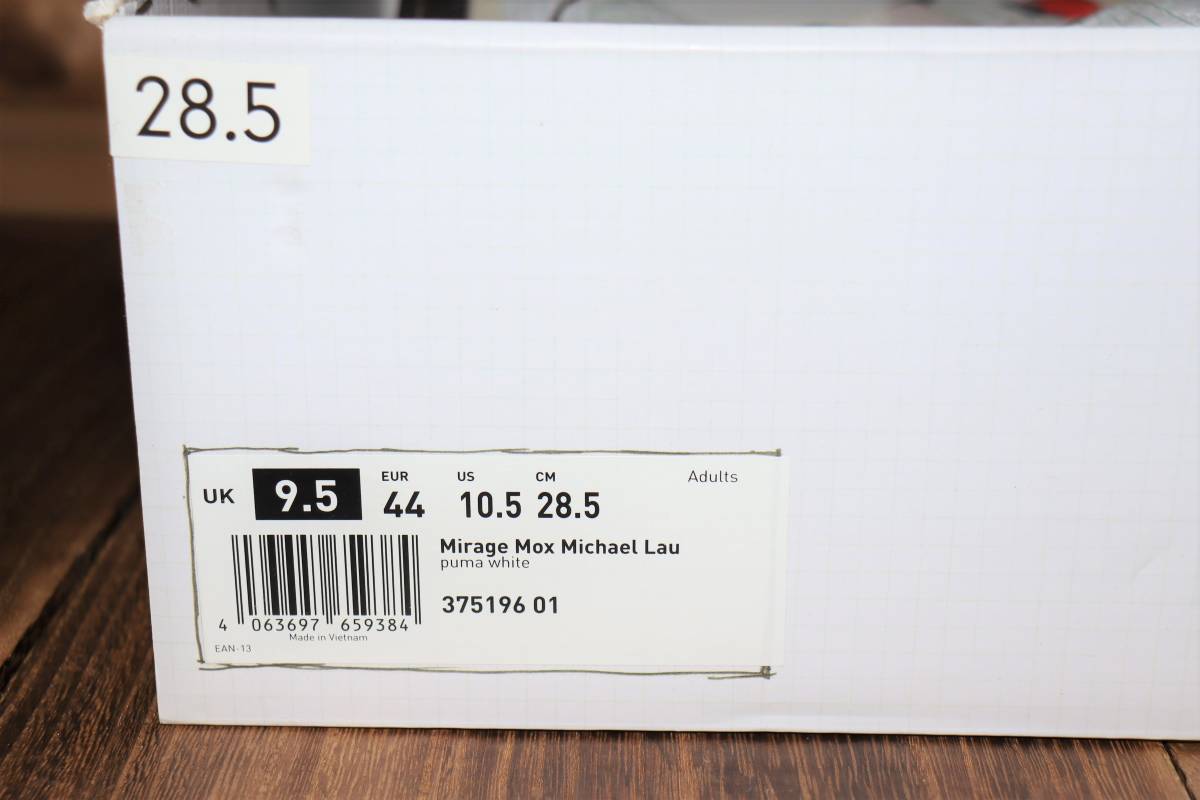 28.5
UK 9.5 EUR 44 US 10.5 CM 28.5 Adults
Mirage Mox Michael Lau
puma white
375196 01
4 063697 659384
Made in Vietnam
EAN-13